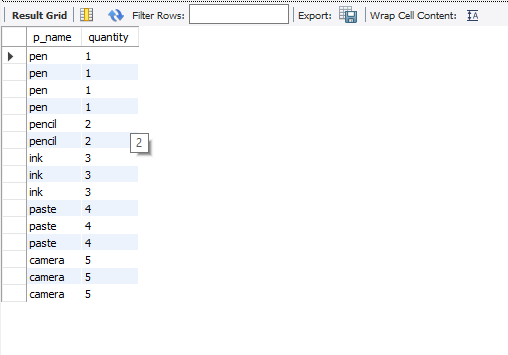 Result Grid Filter Rows: Export: Wrap Cell Content: IA
p_name quantity
pen 1
pen 1
pen 1
pen 1
pencil 2
pencil 2
2
ink 3
ink 3
ink 3
paste 4
paste 4
paste 4
camera 5
camera 5
camera 5